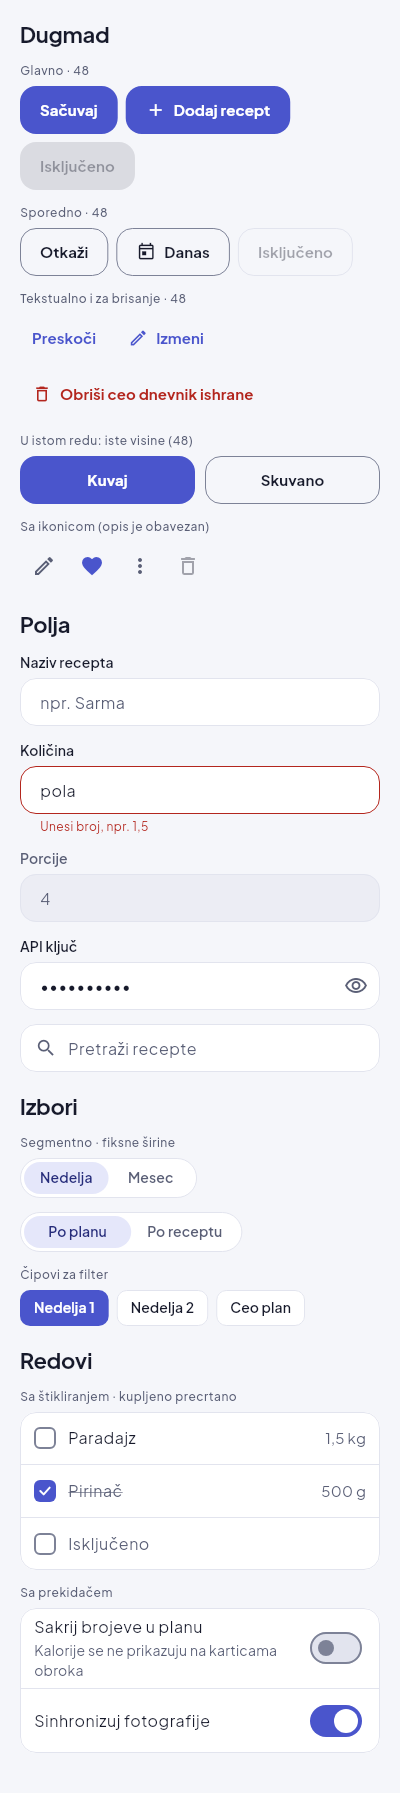 Dugmad
Glavno · 48
Sačuvaj
Dodaj recept
Isključeno
Sporedno · 48
Otkaži
Danas
Isključeno
Tekstualno i za brisanje · 48
Preskoči
Izmeni
Obriši ceo dnevnik ishrane
U istom redu: iste visine (48)
Kuvaj
Skuvano
Sa ikonicom (opis je obavezan)
Polja
Naziv recepta
npr. Sarma
Količina
pola
Unesi broj, npr. 1,5
Porcije
4
API ključ
••••••••••
Pretraži recepte
Izbori
Segmentno · fiksne širine
Nedelja
Mesec
Po planu
Po receptu
Čipovi za filter
Nedelja 1
Nedelja 2
Ceo plan
Redovi
Sa štikliranjem · kupljeno precrtano
Paradajz
1,5 kg
Pirinač
500 g
Isključeno
Sa prekidačem
Sakrij brojeve u planu
Kalorije se ne prikazuju na karticama
obroka
Sinhronizuj fotografije